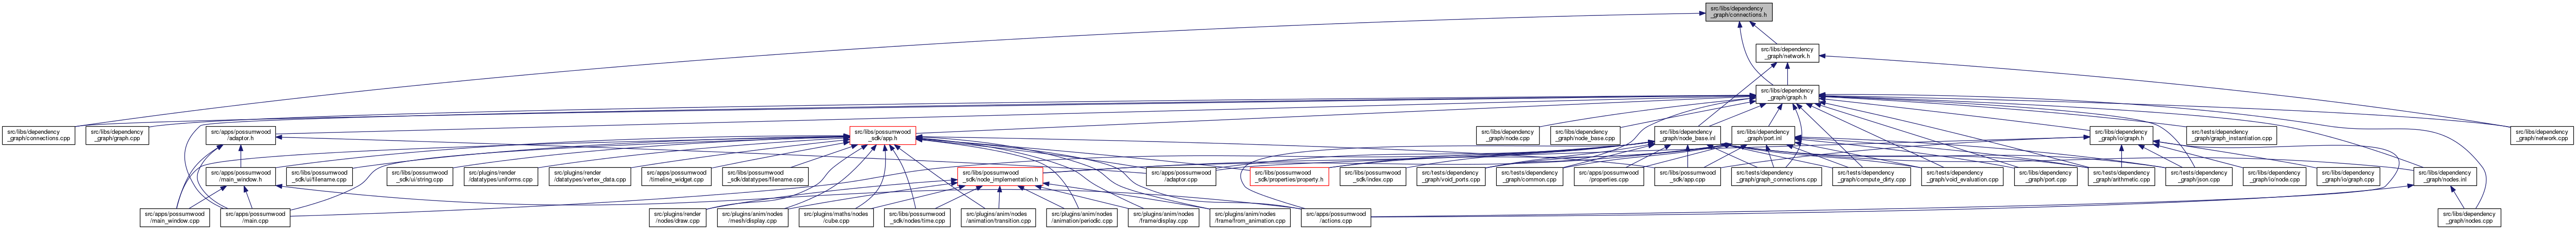 src/libs/dependency
_graph/connections.h
src/libs/dependency
_graph/network.h
src/libs/dependency
_graph/graph.h
src/libs/dependency
_graph/connections.cpp
src/libs/dependency
_graph/graph.cpp
src/apps/possumwood
/adaptor.h
src/libs/possumwood
_sdk/app.h
src/libs/dependency
_graph/node.cpp
src/libs/dependency
_graph/node_base.cpp
src/libs/dependency
_graph/node_base.inl
src/libs/dependency
_graph/port.inl
src/libs/dependency
_graph/io/graph.h
src/tests/dependency
_graph/graph_instantiation.cpp
src/libs/dependency
_graph/network.cpp
src/apps/possumwood
/main_window.h
src/libs/possumwood
_sdk/ui/filename.cpp
src/libs/possumwood
_sdk/ui/string.cpp
src/plugins/render
/datatypes/uniforms.cpp
src/plugins/render
/datatypes/vertex_data.cpp
src/apps/possumwood
/timeline_widget.cpp
src/libs/possumwood
_sdk/datatypes/filename.cpp
src/libs/possumwood
_sdk/node_implementation.h
src/apps/possumwood
/adaptor.cpp
src/libs/possumwood
_sdk/properties/property.h
src/libs/possumwood
_sdk/index.cpp
src/tests/dependency
_graph/void_ports.cpp
src/tests/dependency
_graph/common.cpp
src/apps/possumwood
/properties.cpp
src/libs/possumwood
_sdk/app.cpp
src/tests/dependency
_graph/graph_connections.cpp
src/tests/dependency
_graph/compute_dirty.cpp
src/tests/dependency
_graph/void_evaluation.cpp
src/libs/dependency
_graph/port.cpp
src/tests/dependency
_graph/arithmetic.cpp
src/tests/dependency
_graph/json.cpp
src/libs/dependency
_graph/io/node.cpp
src/libs/dependency
_graph/io/graph.cpp
src/libs/dependency
_graph/nodes.inl
src/apps/possumwood
/main_window.cpp
src/apps/possumwood
/main.cpp
src/plugins/render
/nodes/draw.cpp
src/plugins/anim/nodes
/mesh/display.cpp
src/plugins/maths/nodes
/cube.cpp
src/libs/possumwood
_sdk/nodes/time.cpp
src/plugins/anim/nodes
/animation/transition.cpp
src/plugins/anim/nodes
/animation/periodic.cpp
src/plugins/anim/nodes
/frame/display.cpp
src/plugins/anim/nodes
/frame/from_animation.cpp
src/apps/possumwood
/actions.cpp
src/libs/dependency
_graph/nodes.cpp